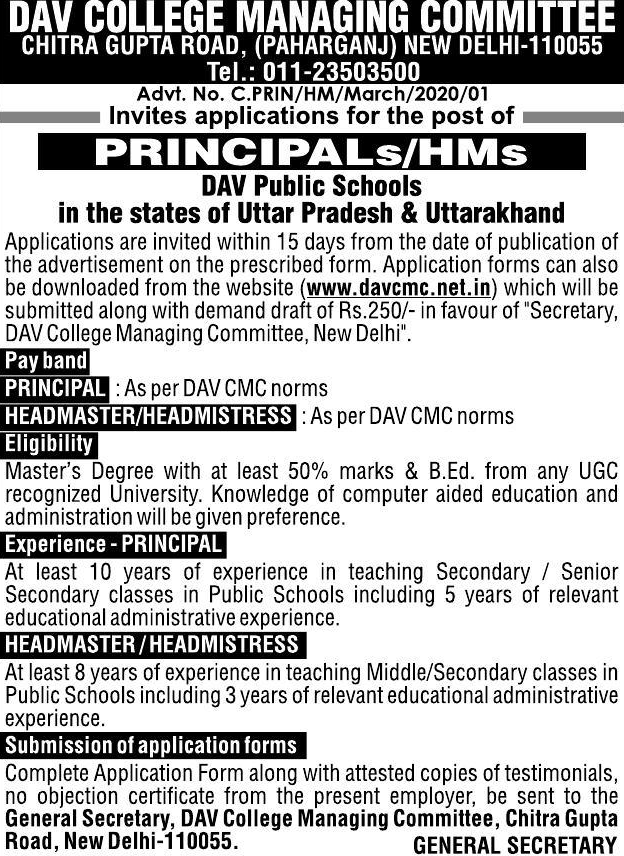 DAV COLLEGE MANAGING COMMITTEE
CHITRA GUPTA ROAD, (PAHARGANJ) NEW DELHI-110055
Tel.: 011-23503500
Advt. No. C.PRIN/HM/March/2020/01
Invites applications for the post of
PRINCIPALs/HMs
DAV Public Schools
in the states of Uttar Pradesh & Uttarakhand
Applications are invited within 15 days from the date of publication of
the advertisement on the prescribed form. Application forms can also
be downloaded from the website (www.davcmc.net.in) which will be
submitted along with demand draft of Rs.250/- in favour of "Secretary,
DAV College Managing Committee, New Delhi".
Pay band
PRINCIPAL : As per DAV CMC norms
HEADMASTER/HEADMISTRESS : As per DAV CMC norms
Eligibility
Master's Degree with at least 50% marks & B.Ed. from any UGC
recognized University. Knowledge of computer aided education and
administration will be given preference.
Experience - PRINCIPAL
At least 10 years of experience in teaching Secondary / Senior
Secondary classes in Public Schools including 5 years of relevant
educational administrative experience.
HEADMASTER / HEADMISTRESS
At least 8 years of experience in teaching Middle/Secondary classes in
Public Schools including 3 years of relevant educational administrative
experience.
Submission of application forms
Complete Application Form along with attested copies of testimonials,
no objection certificate from the present employer, be sent to the
General Secretary, DAV College Managing Committee, Chitra Gupta
Road, New Delhi-110055. GENERAL SECRETARY